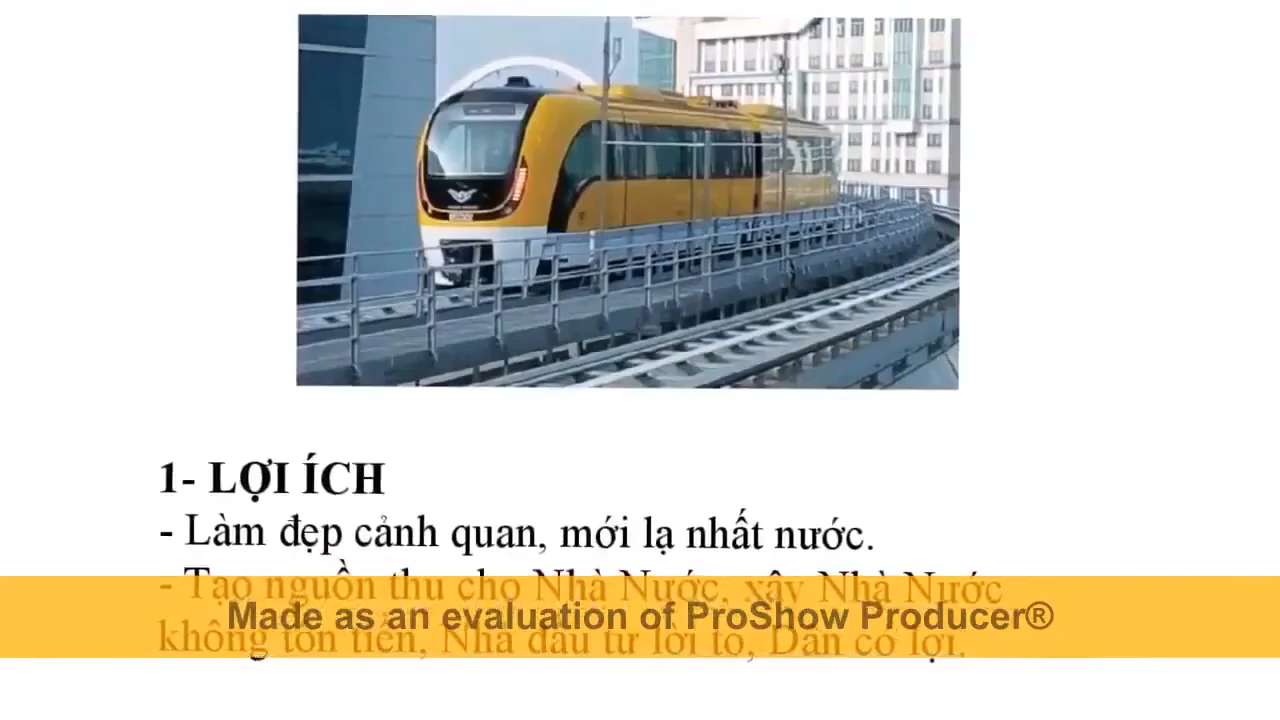 1- LỢI ÍCH
- Làm đẹp cảnh quan, mới lạ nhất nước.
- Tạo nguồn thu cho Nhà Nước, xây Nhà Nước
Made as an evaluation of ProShow Producer®
không tốn tiền, Nhà đầu tư lời to, Dân có lợi.